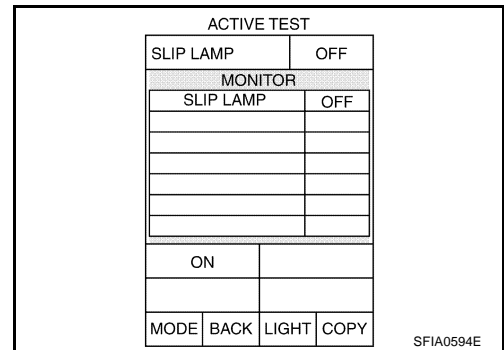 ACTIVE TEST
SLIP LAMP OFF
MONITOR
SLIP LAMP OFF
ON
MODE BACK LIGHT COPY
SFIA0594E